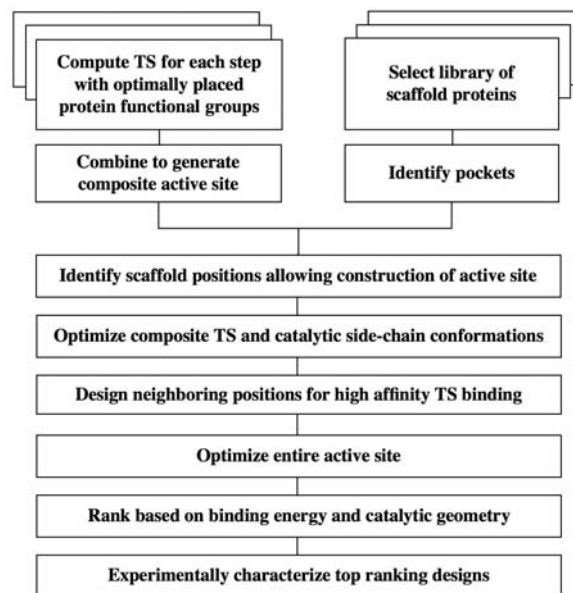 Compute TS for each step
with optimally placed
protein functional groups
Select library of
scaffold proteins
Combine to generate
composite active site
Identify pockets
Identify scaffold positions allowing construction of active site
Optimize composite TS and catalytic side-chain conformations
Design neighboring positions for high affinity TS binding
Optimize entire active site
Rank based on binding energy and catalytic geometry
Experimentally characterize top ranking designs